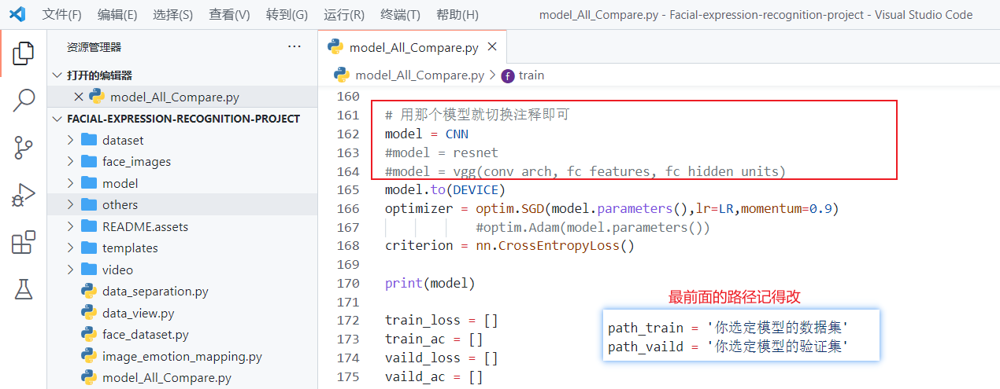 文件(F) 编辑(E) 选择(S) 查看(V) 转到(G) 运行(R) 终端(T) 帮助(H) model_All_Compare.py - Facial-expression-recognition-project - Visual Studio Code
资源管理器 ···
打开的编辑器
model_All_Compare.py
FACIAL-EXPRESSION-RECOGNITION-PROJECT
dataset
face_images
model
others
README.assets
templates
video
data_separation.py
data_view.py
face_dataset.py
image_emotion_mapping.py
model_All_Compare.py
model_All_Compare.py
model_All_Compare.py > train
160
161 # 用那个模型就切换注释即可
162 model = CNN
163 #model = resnet
164 #model = vgg(conv_arch, fc_features, fc_hidden_units)
165 model.to(DEVICE)
166 optimizer = optim.SGD(model.parameters(),lr=LR,momentum=0.9)
167 #optim.Adam(model.parameters())
168 criterion = nn.CrossEntropyLoss()
169
170 print(model)
171
172 train_loss = []
173 train_ac = []
174 vaild_loss = []
175 vaild_ac = []
最前面的路径记得改
path_train = '你选定模型的数据集'
path_vaild = '你选定模型的验证集'